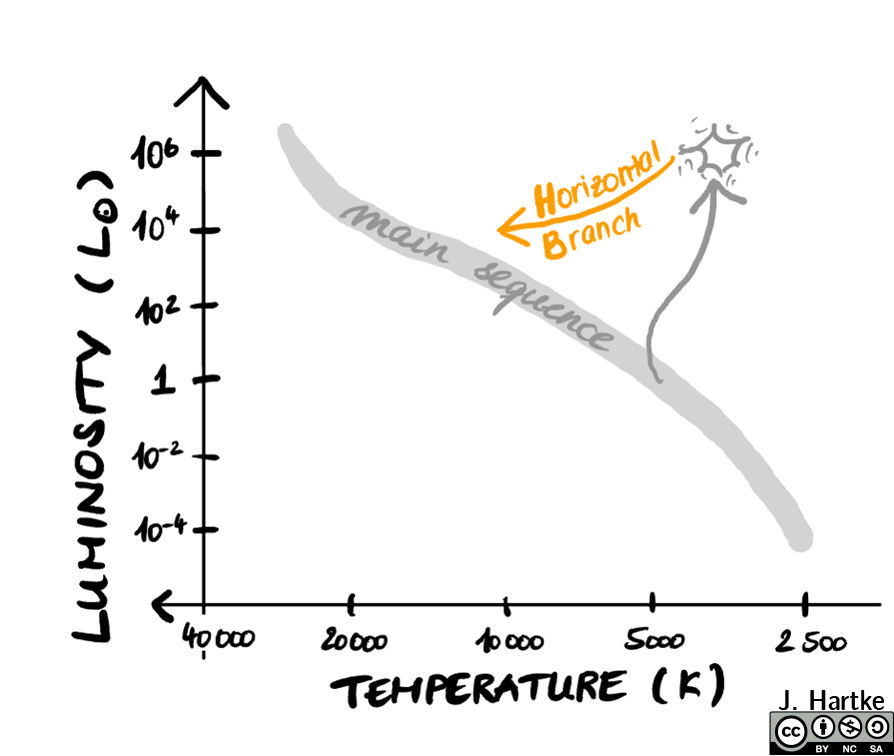 LUMINOSITY (L☉)
10⁶
10⁴
10²
1
10⁻²
10⁻⁴
main sequence
Horizontal
Branch
40 000
20 000
10 000
5000
2 500
TEMPERATURE (K)
J. Hartke
cc
BY NC SA